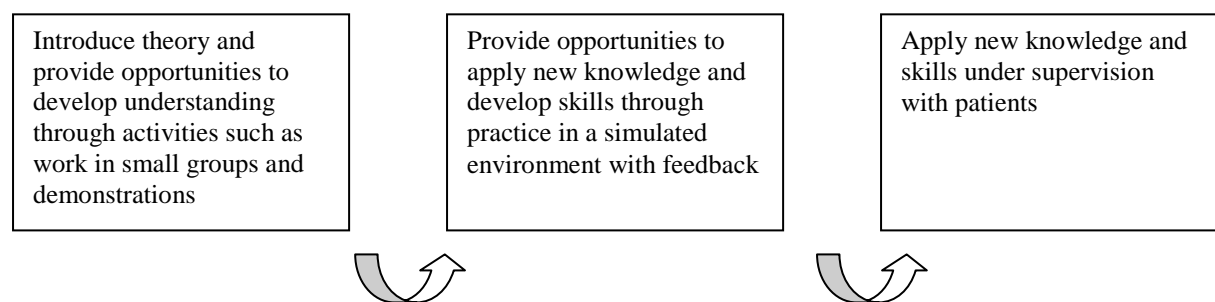 Introduce theory and
provide opportunities to
develop understanding
through activities such as
work in small groups and
demonstrations
Provide opportunities to
apply new knowledge and
develop skills through
practice in a simulated
environment with feedback
Apply new knowledge and
skills under supervision
with patients